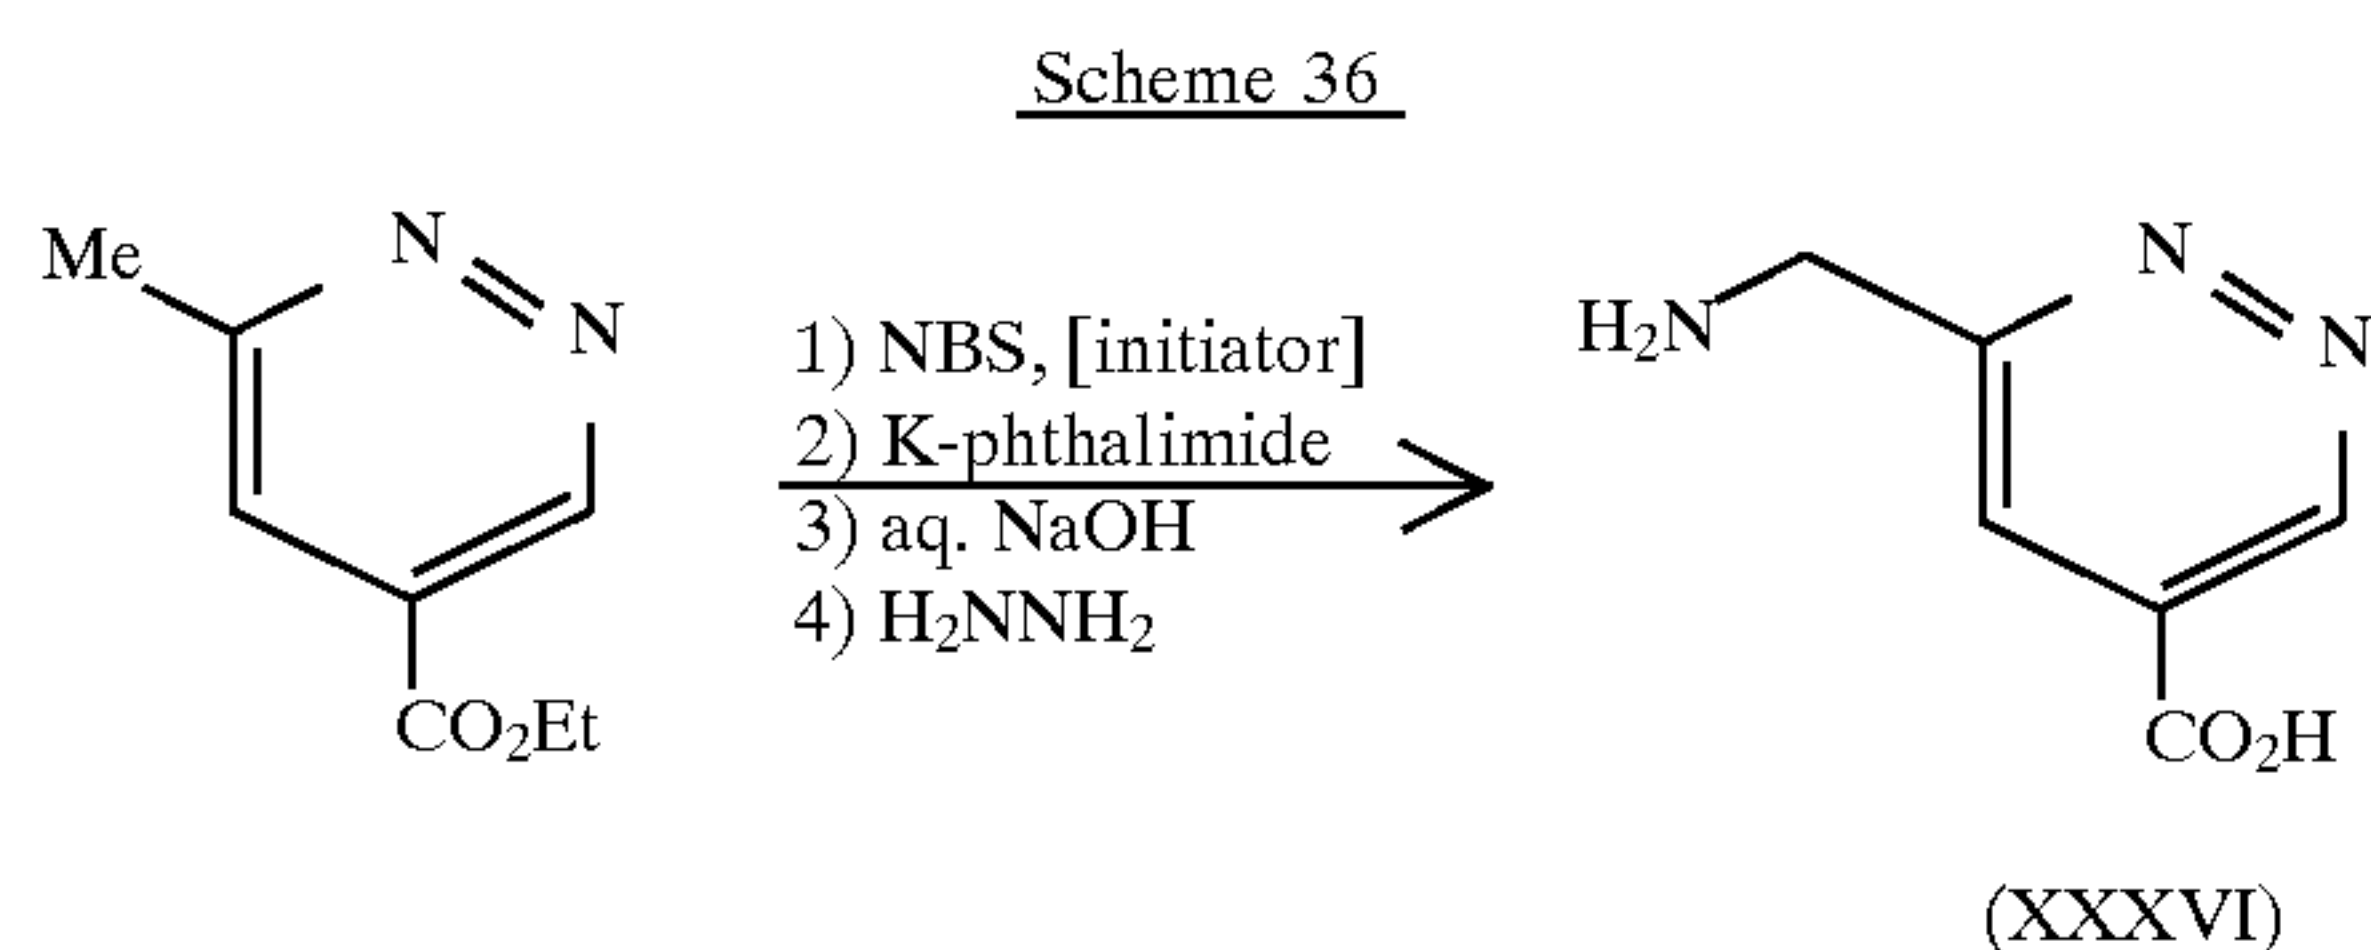 Scheme 36
Me
N
N
CO₂Et
1) NBS, [initiator]
2) K-phthalimide
3) aq. NaOH
4) H₂NNH₂
H₂N
N
N
CO₂H
(XXXVI)